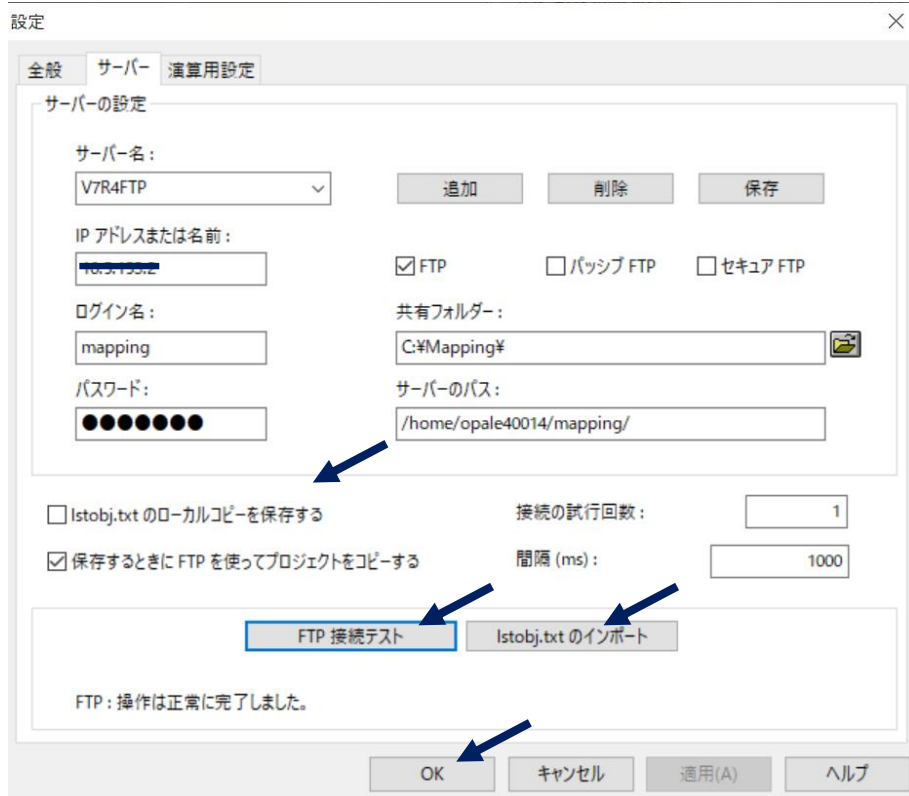 設定
全般 サーバー 演算用設定
サーバーの設定
サーバー名：
V7R4FTP 追加 削除 保存
IP アドレスまたは名前：
FTP パッシブ FTP セキュア FTP
ログイン名： 共有フォルダー：
mapping C:¥Mapping¥
パスワード： サーバーのパス：
●●●●●●● /home/opale40014/mapping/
lstobj.txt のローカルコピーを保存する 接続の試行回数： 1
保存するときに FTP を使ってプロジェクトをコピーする 間隔 (ms)： 1000
FTP 接続テスト lstobj.txt のインポート
FTP：操作は正常に完了しました。
OK キャンセル 適用(A) ヘルプ